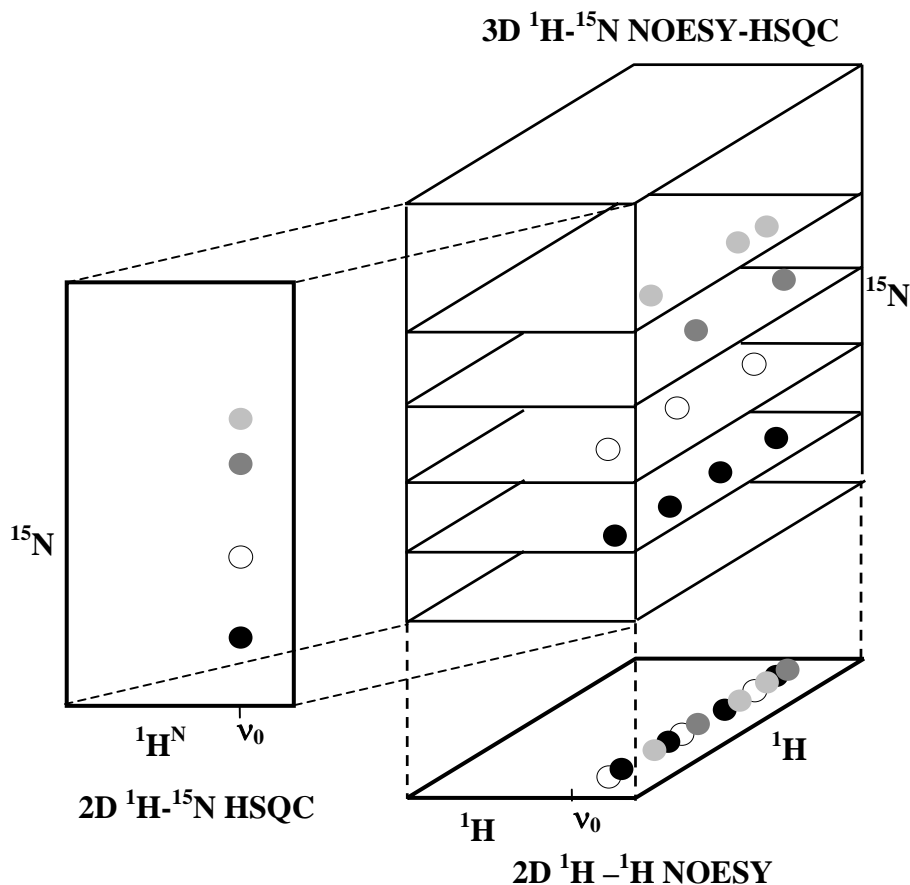 3D ¹H-¹⁵N NOESY-HSQC
¹⁵N
¹⁵N
¹Hᴺ
ν₀
2D ¹H-¹⁵N HSQC
¹H
¹H
ν₀
2D ¹H –¹H NOESY